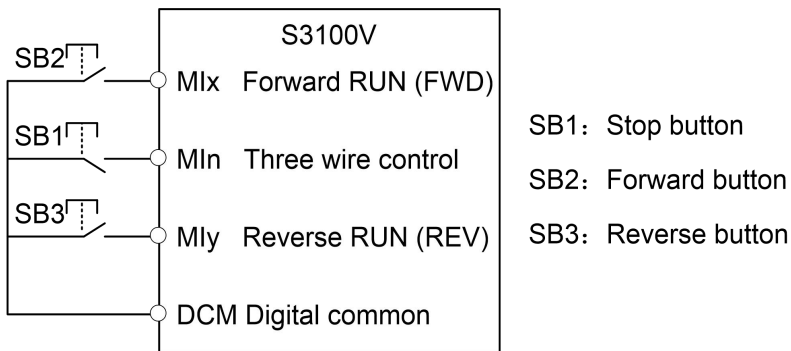 S3100V
SB2
MIx Forward RUN (FWD)
SB1
MIn Three wire control
SB3
MIy Reverse RUN (REV)
DCM Digital common
SB1：Stop button
SB2：Forward button
SB3：Reverse button